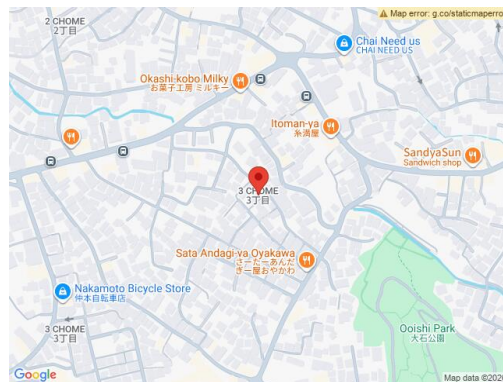 2 CHOME
2丁目
Map error: g.co/staticmaperro
Chai Need us
CHAI NEED US
Okashi-kobo Milky
お菓子工房 ミルキー
Itoman-ya
糸満屋
SandyaSun
Sandwich shop
3 CHOME
3丁目
Sata Andagi-ya Oyakawa
さーたーあんだ
ぎー屋おやかわ
Nakamoto Bicycle Store
仲本自転車店
3 CHOME
3丁目
Ooishi Park
大石公園
Google
Map data ©202